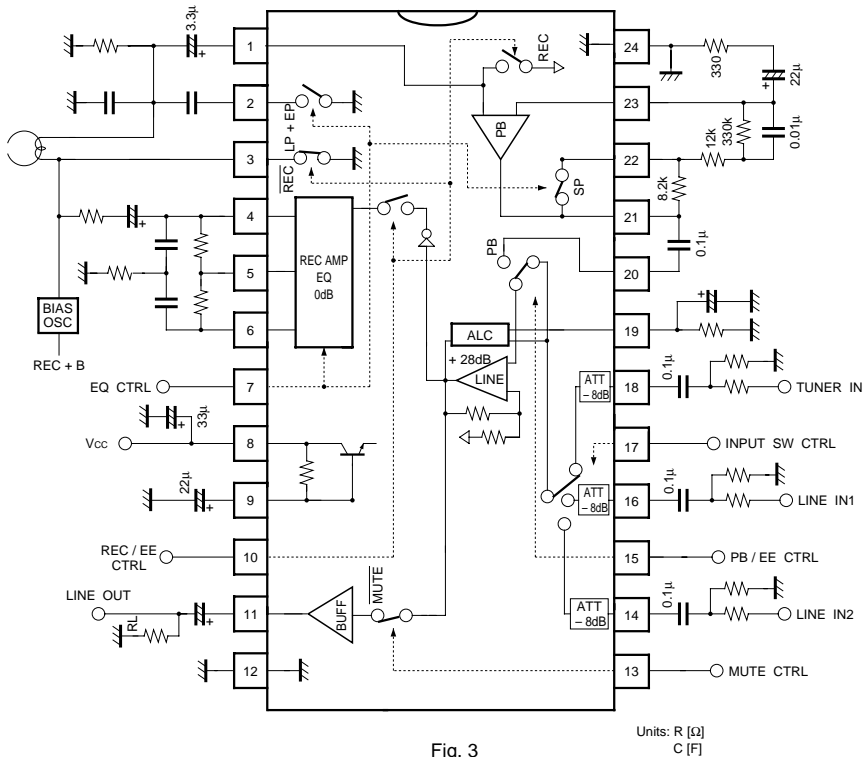 3.3µ
1
2
3
4
5
6
7
8
9
10
11
12
24
23
22
21
20
19
18
17
16
15
14
13
REC
330
22µ
LP + EP
PB
12k
330k
0.01µ
REC
SP
8.2k
0.1µ
REC AMP
EQ
0dB
PB
BIAS
OSC
REC + B
ALC
+ 28dB
LINE
EQ CTRL
ATT
– 8dB
0.1µ
TUNER IN
33µ
VCC
INPUT SW CTRL
22µ
ATT
– 8dB
0.1µ
LINE IN1
REC / EE
CTRL
PB / EE CTRL
LINE OUT
RL
BUFF
MUTE
ATT
– 8dB
0.1µ
LINE IN2
MUTE CTRL
Units: R [Ω]
C [F]
Fig. 3